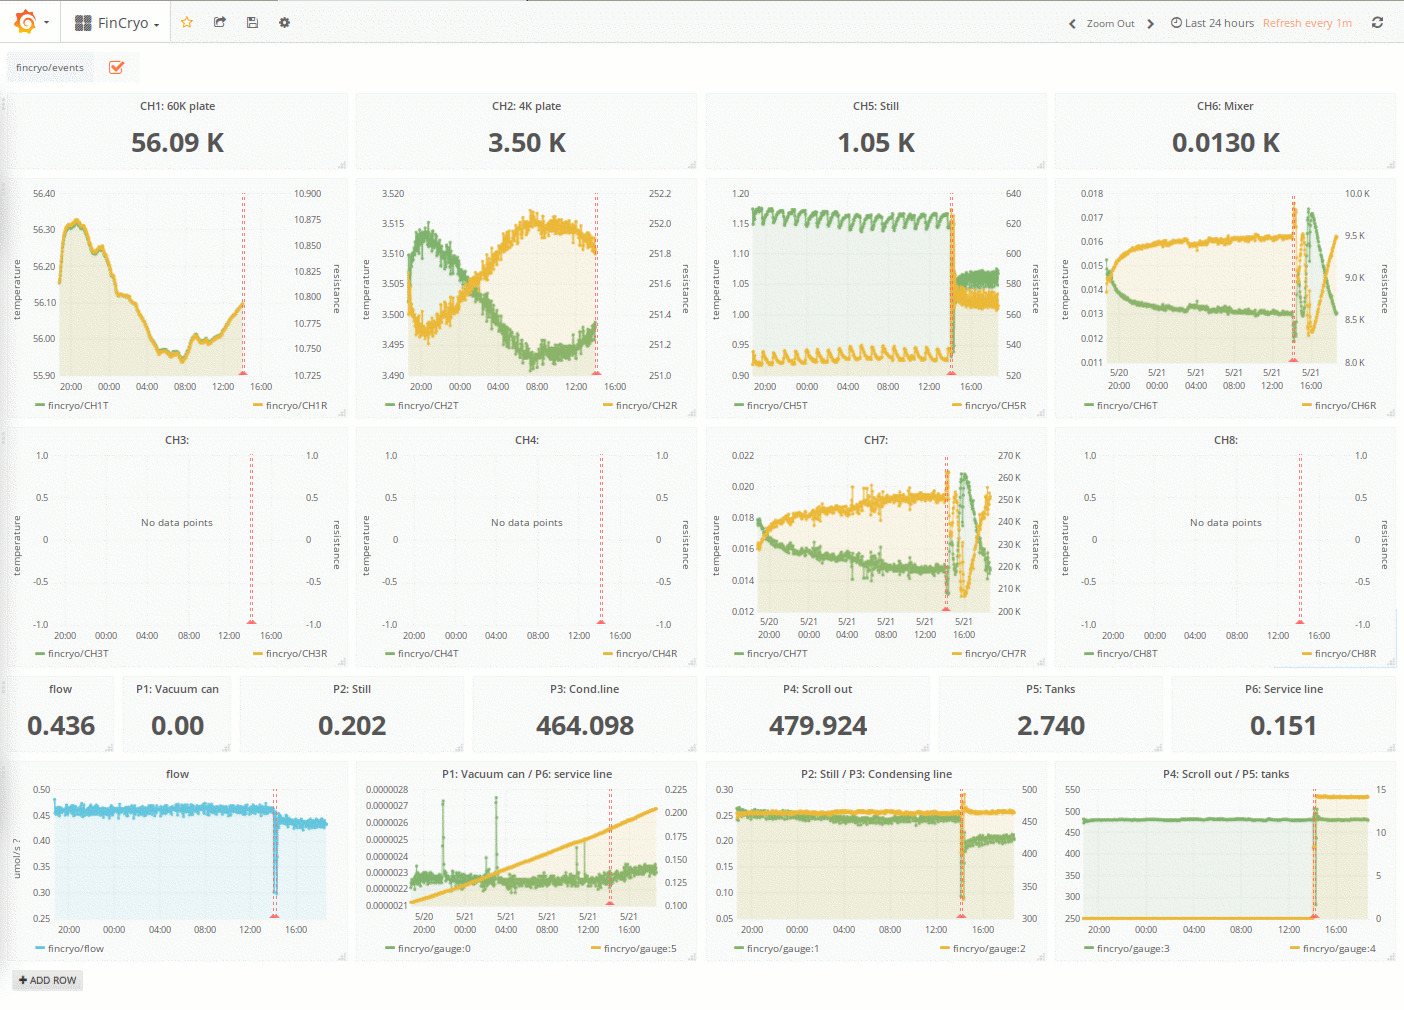 FinCryo
Zoom Out
Last 24 hours Refresh every 1m
fincryo/events
CH1: 60K plate
56.09 K
CH2: 4K plate
3.50 K
CH5: Still
1.05 K
CH6: Mixer
0.0130 K
56.40
56.30
56.20
56.10
56.00
55.90
temperature
10.900
10.875
10.850
10.825
10.800
10.775
10.750
10.725
resistance
20:00 00:00 04:00 08:00 12:00 16:00
fincryo/CH1T fincryo/CH1R
3.520
3.515
3.510
3.505
3.500
3.495
3.490
temperature
252.2
252.0
251.8
251.6
251.4
251.2
251.0
resistance
20:00 00:00 04:00 08:00 12:00 16:00
fincryo/CH2T fincryo/CH2R
1.20
1.15
1.10
1.05
1.00
0.95
0.90
temperature
640
620
600
580
560
540
520
resistance
20:00 00:00 04:00 08:00 12:00 16:00
fincryo/CH5T fincryo/CH5R
0.018
0.017
0.016
0.015
0.014
0.013
0.012
0.011
temperature
10.0 K
9.5 K
9.0 K
8.5 K
8.0 K
resistance
5/20 5/21 5/21 5/21 5/21 5/21
20:00 00:00 04:00 08:00 12:00 16:00
fincryo/CH6T fincryo/CH6R
CH3:
1.0
0.5
0
-0.5
-1.0
temperature
No data points
1.0
0.5
0
-0.5
-1.0
resistance
20:00 00:00 04:00 08:00 12:00 16:00
fincryo/CH3T fincryo/CH3R
CH4:
1.0
0.5
0
-0.5
-1.0
temperature
No data points
1.0
0.5
0
-0.5
-1.0
resistance
20:00 00:00 04:00 08:00 12:00 16:00
fincryo/CH4T fincryo/CH4R
CH7:
0.022
0.020
0.018
0.016
0.014
0.012
temperature
270 K
260 K
250 K
240 K
230 K
220 K
210 K
200 K
resistance
5/20 5/21 5/21 5/21 5/21 5/21
20:00 00:00 04:00 08:00 12:00 16:00
fincryo/CH7T fincryo/CH7R
CH8:
1.0
0.5
0
-0.5
-1.0
temperature
No data points
1.0
0.5
0
-0.5
-1.0
resistance
20:00 00:00 04:00 08:00 12:00 16:00
fincryo/CH8T fincryo/CH8R
flow
0.436
P1: Vacuum can
0.00
P2: Still
0.202
P3: Cond.line
464.098
P4: Scroll out
479.924
P5: Tanks
2.740
P6: Service line
0.151
flow
0.50
0.45
0.40
0.35
0.30
0.25
umol/s ?
20:00 00:00 04:00 08:00 12:00 16:00
fincryo/flow
P1: Vacuum can / P6: service line
0.0000028
0.0000027
0.0000026
0.0000025
0.0000024
0.0000023
0.0000022
0.0000021
0.225
0.200
0.175
0.150
0.125
0.100
5/20 5/21 5/21 5/21 5/21 5/21
20:00 00:00 04:00 08:00 12:00 16:00
fincryo/gauge:0 fincryo/gauge:5
P2: Still / P3: Condensing line
0.30
0.25
0.20
0.15
0.10
0.05
500
450
400
350
300
20:00 00:00 04:00 08:00 12:00 16:00
fincryo/gauge:1 fincryo/gauge:2
P4: Scroll out / P5: tanks
550
500
450
400
350
300
250
15
10
5
0
20:00 00:00 04:00 08:00 12:00 16:00
fincryo/gauge:3 fincryo/gauge:4
ADD ROW